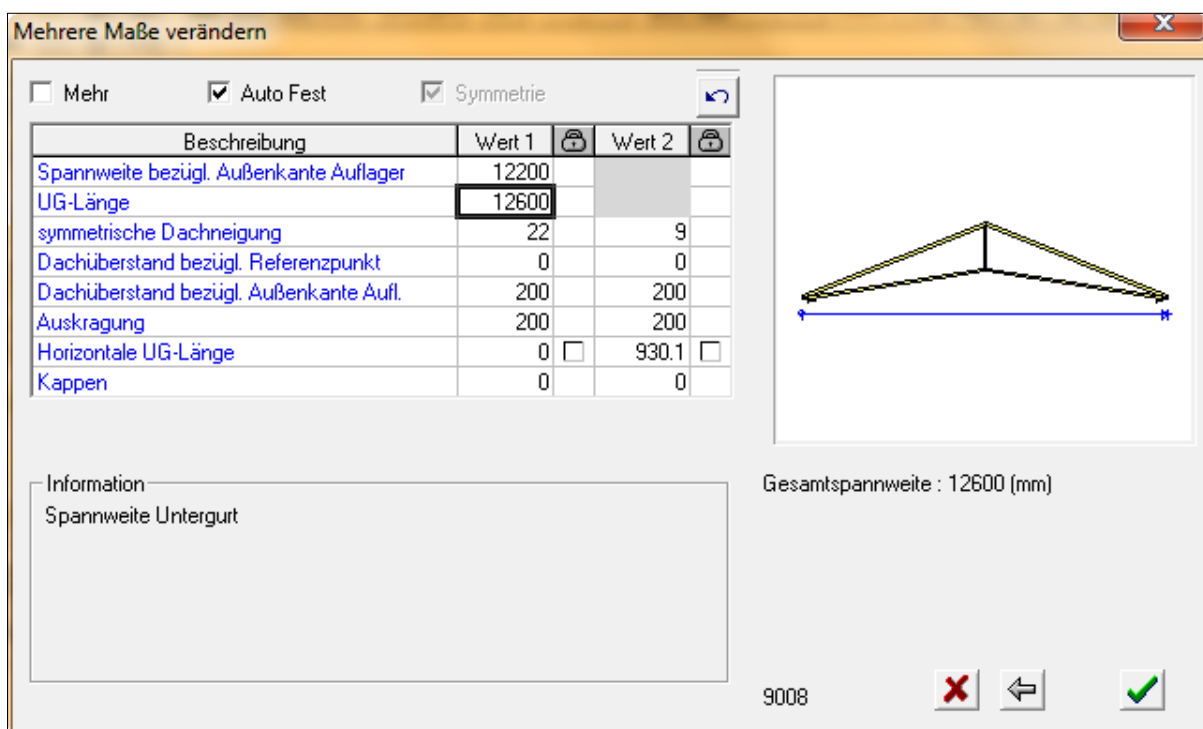 Mehrere Maße verändern
Mehr Auto Fest Symmetrie
Beschreibung Wert 1 Wert 2
Spannweite bezügl. Außenkante Auflager 12200
UG-Länge 12600
symmetrische Dachneigung 22 9
Dachüberstand bezügl. Referenzpunkt 0 0
Dachüberstand bezügl. Außenkante Aufl. 200 200
Auskragung 200 200
Horizontale UG-Länge 0 930.1
Kappen 0 0
Information
Spannweite Untergurt
Gesamtspannweite : 12600 (mm)
9008